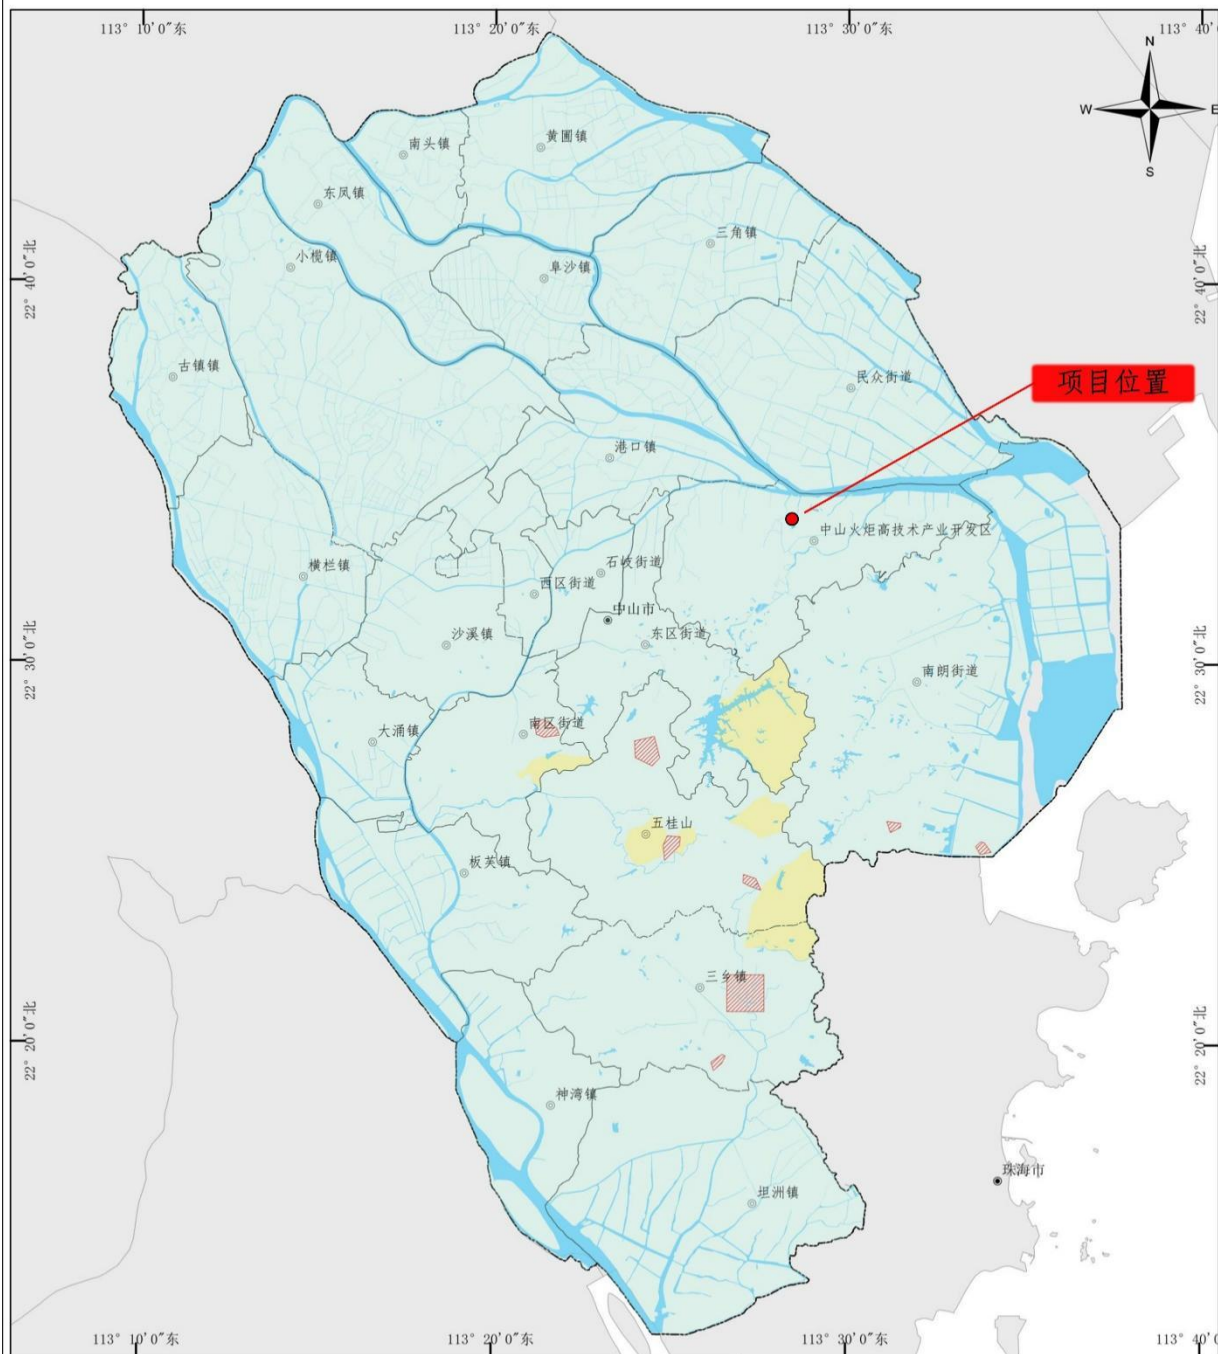 113° 10′0″东
113° 20′0″东
113° 30′0″东
113° 40′
N
W
E
S
南头镇
黄圃镇
东凤镇
三角镇
小榄镇
阜沙镇
22° 40′0″北
22° 40′0″北
古镇镇
民众街道
项目位置
港口镇
中山火炬高技术产业开发区
石岐街道
横栏镇
西区街道
中山市
沙溪镇
东区街道
22° 30′0″北
22° 30′0″北
南朗街道
大涌镇
南区街道
五桂山
板芙镇
三乡镇
22° 20′0″北
22° 20′0″北
神湾镇
珠海市
坦洲镇
113° 10′0″东
113° 20′0″东
113° 30′0″东
113° 40′